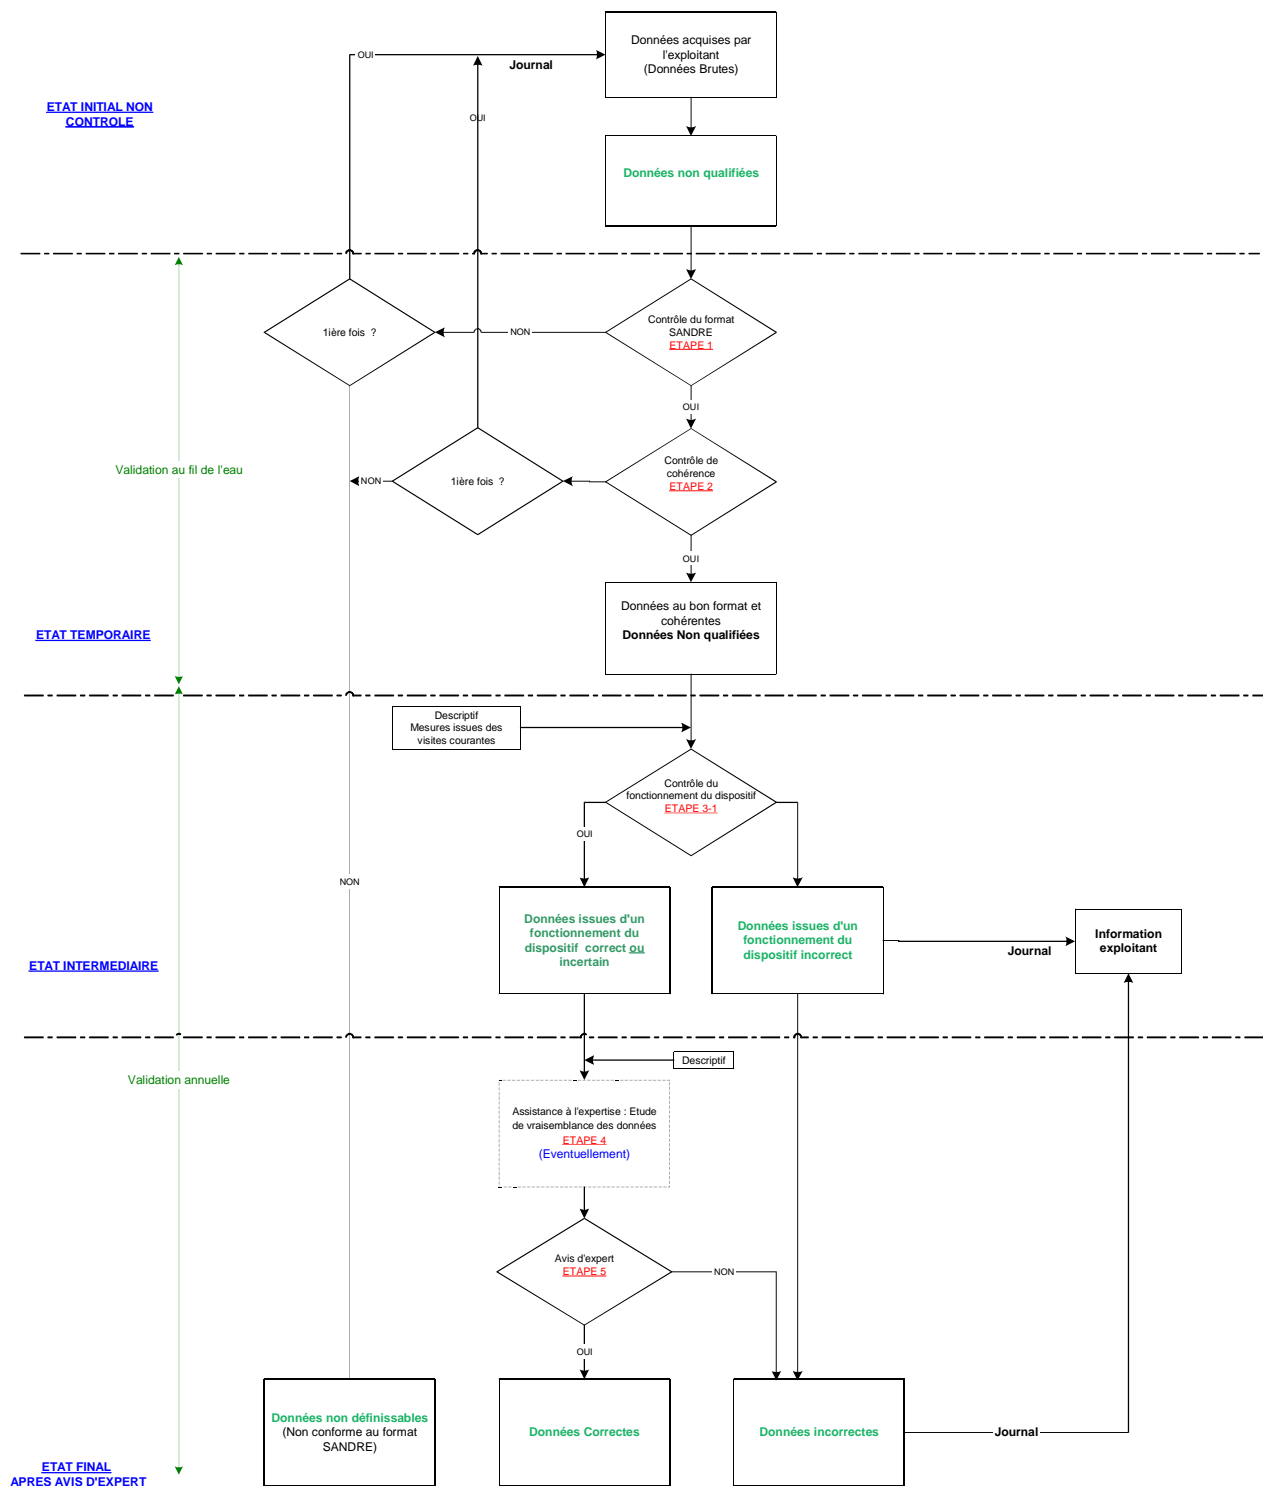 Données acquises par
l'exploitant
(Données Brutes)
OUI
Journal
ETAT INITIAL NON
CONTROLE
OUI
Données non qualifiées
Contrôle du format
SANDRE
ETAPE 1
1ière fois ?
NON
OUI
Contrôle de
cohérence
ETAPE 2
Validation au fil de l'eau
NON
1ière fois ?
OUI
Données au bon format et
cohérentes
Données Non qualifiées
ETAT TEMPORAIRE
Descriptif
Mesures issues des
visites courantes
Contrôle du
fonctionnement du dispositif
ETAPE 3-1
OUI
NON
Données issues d'un
fonctionnement du
dispositif correct ou
incertain
Données issues d'un
fonctionnement du
dispositif incorrect
Journal
Information
exploitant
ETAT INTERMEDIAIRE
Descriptif
Validation annuelle
Assistance à l'expertise : Etude
de vraisemblance des données
ETAPE 4
(Eventuellement)
Avis d'expert
ETAPE 5
NON
OUI
Données non définissables
(Non conforme au format
SANDRE)
Données Correctes
Données incorrectes
Journal
ETAT FINAL
APRES AVIS D'EXPERT